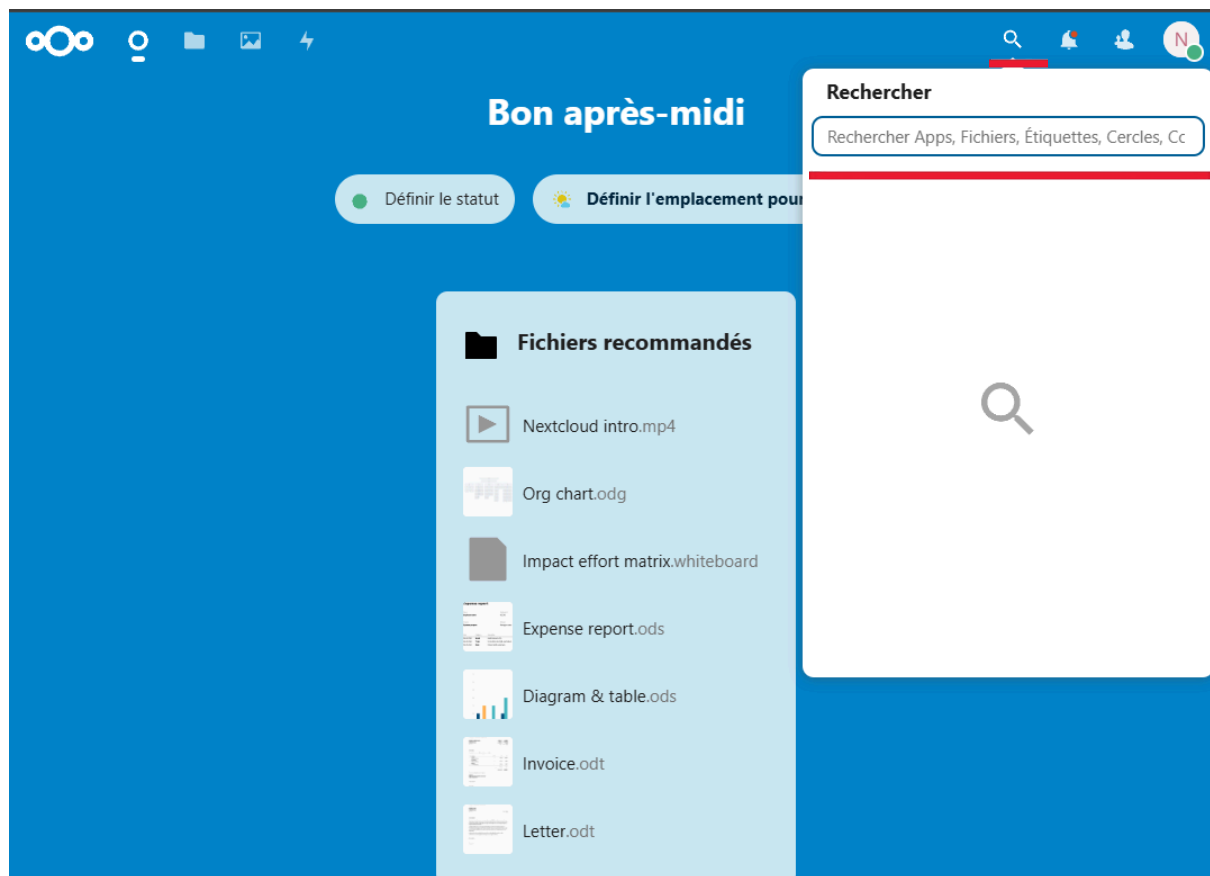 N
Rechercher
Rechercher Apps, Fichiers, Étiquettes, Cercles, Cc
Bon après-midi
Définir le statut
Définir l'emplacement pour
Fichiers recommandés
Nextcloud intro.mp4
Org chart.odg
Impact effort matrix.whiteboard
Expense report.ods
Diagram & table.ods
Invoice.odt
Letter.odt